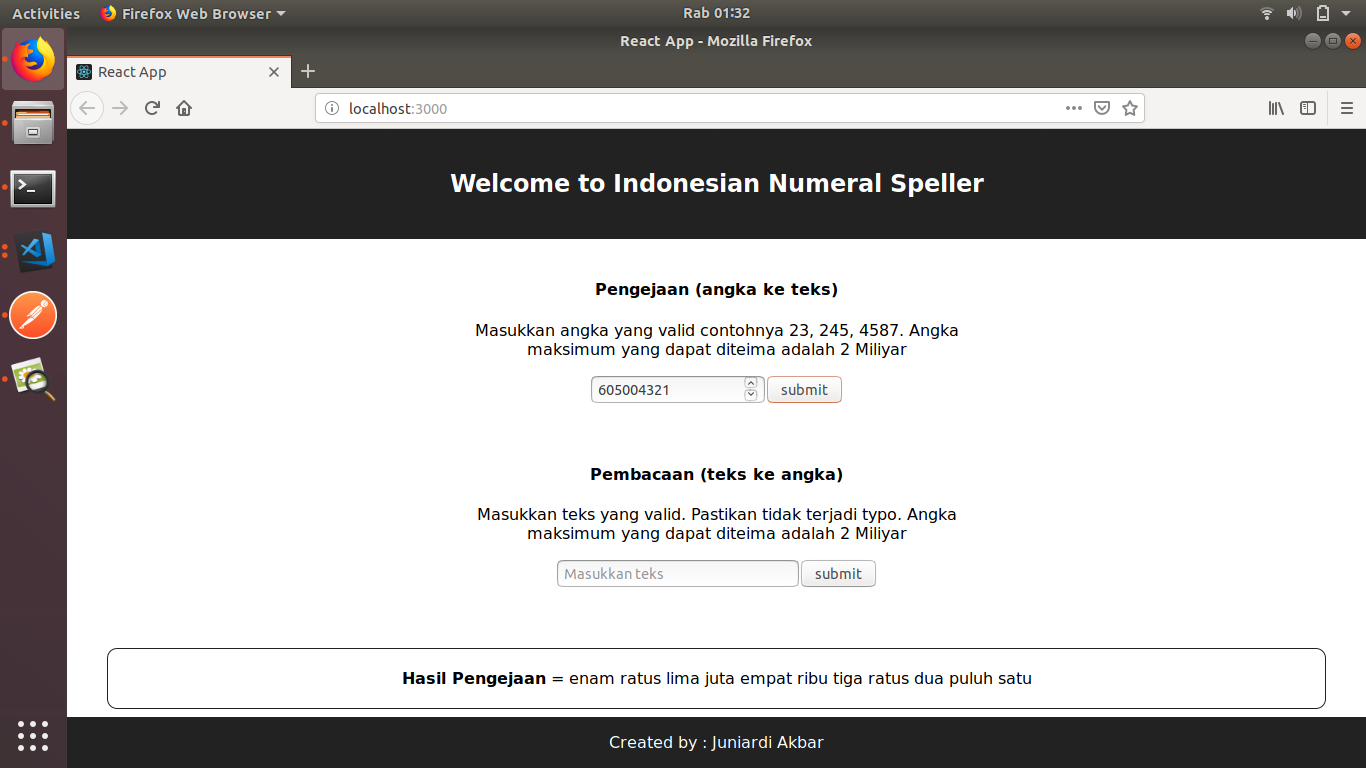 Activities Firefox Web Browser Rab 01:32
React App - Mozilla Firefox
React App
localhost:3000
Welcome to Indonesian Numeral Speller
Pengejaan (angka ke teks)
Masukkan angka yang valid contohnya 23, 245, 4587. Angka
maksimum yang dapat diteima adalah 2 Miliyar
605004321 submit
Pembacaan (teks ke angka)
Masukkan teks yang valid. Pastikan tidak terjadi typo. Angka
maksimum yang dapat diteima adalah 2 Miliyar
Masukkan teks submit
Hasil Pengejaan = enam ratus lima juta empat ribu tiga ratus dua puluh satu
Created by : Juniardi Akbar